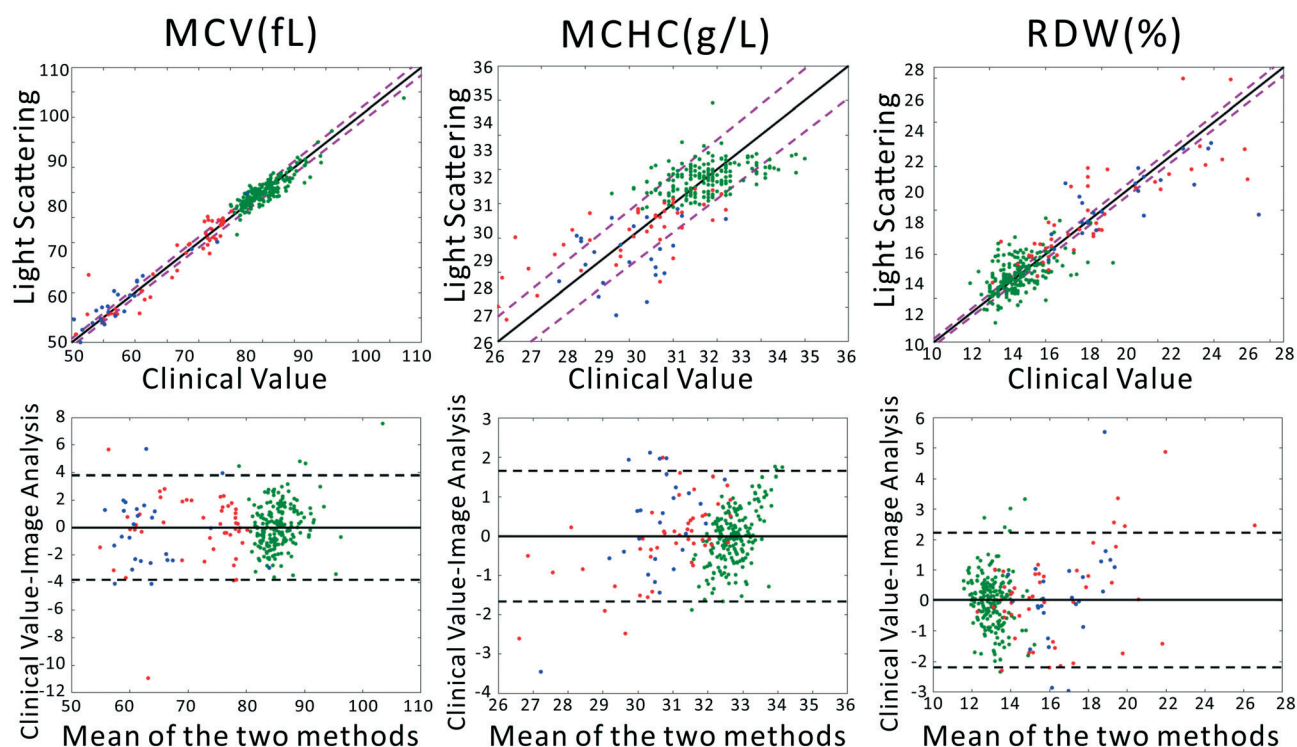 MCV(fL)
110
100
90
80
70
60
50
Light Scattering
50 60 70 80 90 100 110
Clinical Value
MCHC(g/L)
36
35
33
32
31
30
29
27
26
Light Scattering
26 27 28 30 31 32 33 35 36
Clinical Value
RDW(%)
28
26
24
22
20
18
16
14
12
10
Light Scattering
10 12 14 16 18 20 22 24 26 28
Clinical Value
8
6
4
2
0
-2
-4
-6
-8
-10
-12
Clinical Value-Image Analysis
50 60 70 80 90 100 110
Mean of the two methods
3
2
1
0
-1
-2
-3
-4
Clinical Value-Image Analysis
26 28 30 31 32 33 34 36
Mean of the two methods
6
5
4
3
2
1
0
-1
-2
-3
Clinical Value-Image Analysis
10 12 14 16 18 20 22 24 26 28
Mean of the two methods